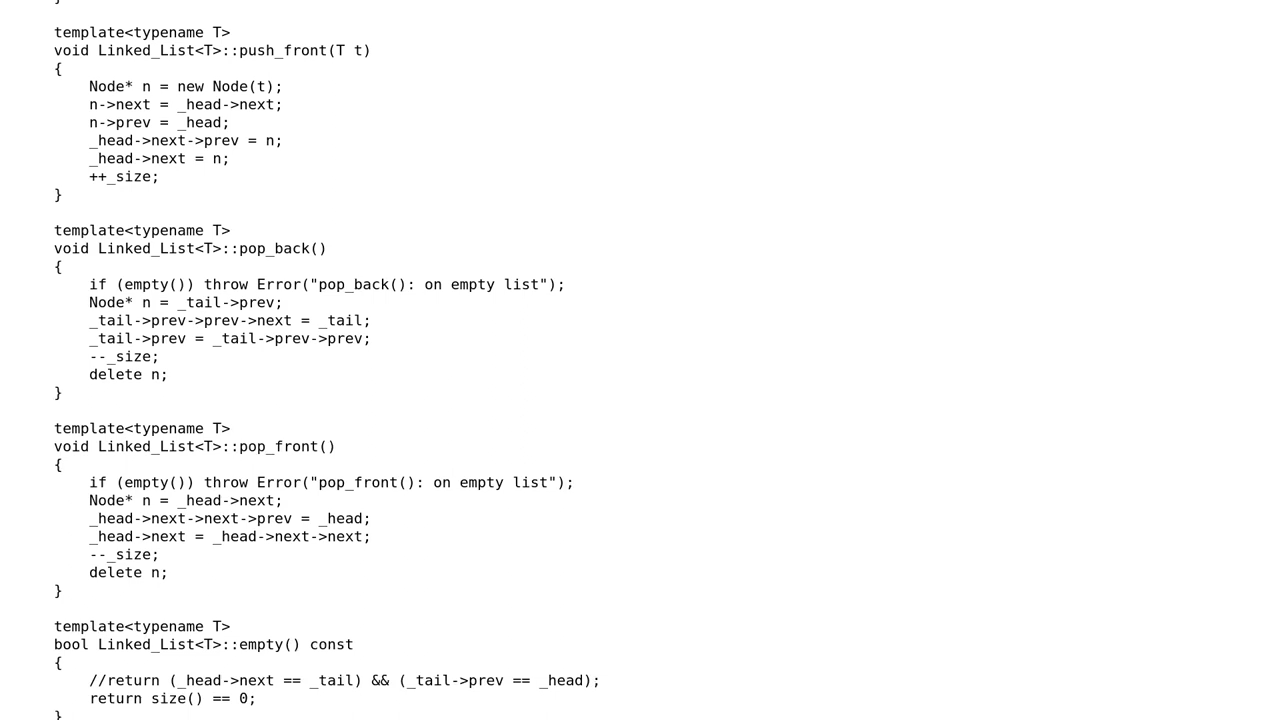 }
template<typename T>
void Linked_List<T>::push_front(T t)
{
    Node* n = new Node(t);
    n->next = _head->next;
    n->prev = _head;
    _head->next->prev = n;
    _head->next = n;
    ++_size;
}
template<typename T>
void Linked_List<T>::pop_back()
{
    if (empty()) throw Error("pop_back(): on empty list");
    Node* n = _tail->prev;
    _tail->prev->prev->next = _tail;
    _tail->prev = _tail->prev->prev;
    --_size;
    delete n;
}
template<typename T>
void Linked_List<T>::pop_front()
{
    if (empty()) throw Error("pop_front(): on empty list");
    Node* n = _head->next;
    _head->next->next->prev = _head;
    _head->next = _head->next->next;
    --_size;
    delete n;
}
template<typename T>
bool Linked_List<T>::empty() const
{
    //return (_head->next == _tail) && (_tail->prev == _head);
    return size() == 0;
}